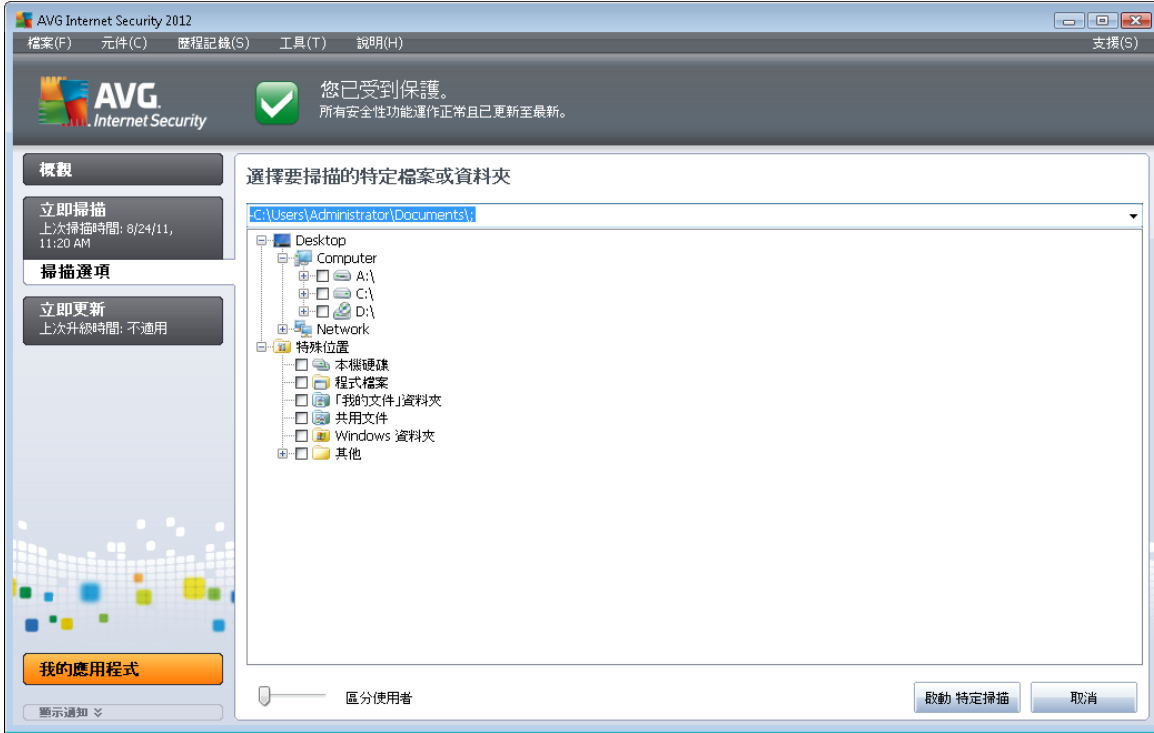 AVG Internet Security 2012
檔案(F) 元件(C) 歷程記錄(S) 工具(T) 說明(H) 支援(S)
AVG.
Internet Security
您已受到保護。
所有安全性功能運作正常且已更新至最新。
概觀
立即掃描
上次掃描時間: 8/24/11,
11:20 AM
掃描選項
立即更新
上次升級時間: 不適用
我的應用程式
顯示通知
選擇要掃描的特定檔案或資料夾
-C:\Users\Administrator\Documents\;
Desktop
Computer
A:\
C:\
D:\
Network
特殊位置
本機硬碟
程式檔案
「我的文件」資料夾
共用文件
Windows 資料夾
其他
區分使用者
啟動 特定掃描
取消